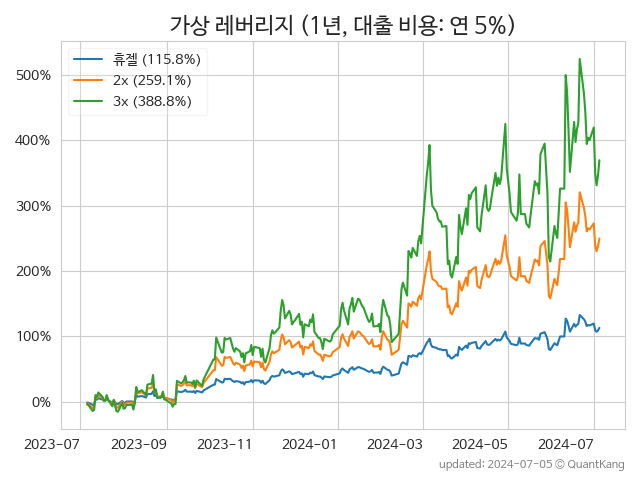 가상 레버리지 (1년, 대출 비용: 연 5%)
휴젤 (115.8%)
2x (259.1%)
3x (388.8%)
500%
400%
300%
200%
100%
0%
2023-07
2023-09
2023-11
2024-01
2024-03
2024-05
2024-07
updated: 2024-07-05 © QuantKang